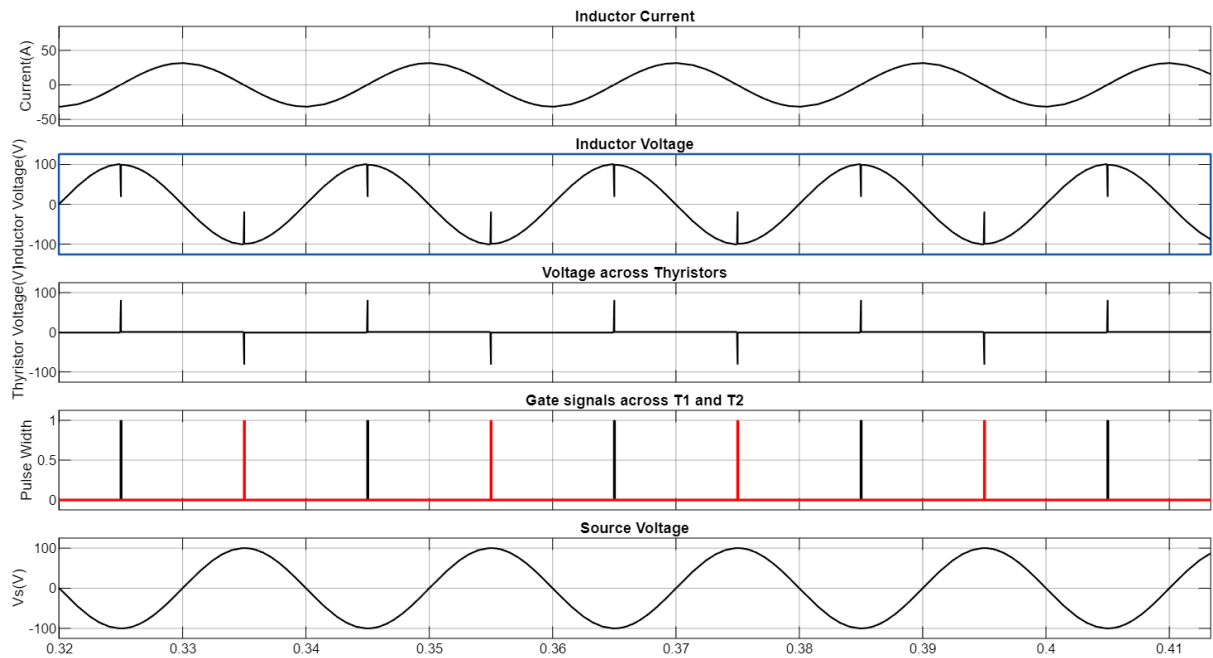 Inductor Current
Current(A)
50
0
-50
Inductor Voltage
Inductor Voltage(V)
100
0
-100
Voltage across Thyristors
Thyristor Voltage(V)
100
0
-100
Gate signals across T1 and T2
Pulse Width
1
0.5
0
Source Voltage
Vs(V)
100
0
-100
0.32 0.33 0.34 0.35 0.36 0.37 0.38 0.39 0.4 0.41